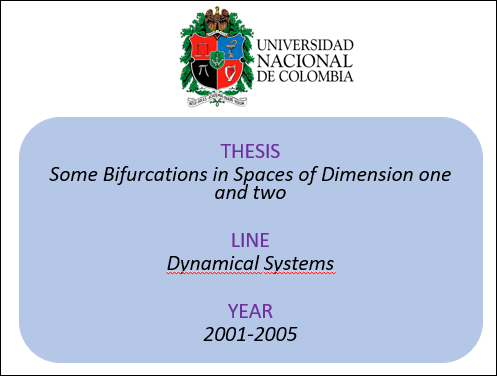 UNIVERSIDAD
NACIONAL
DE COLOMBIA
THESIS
Some Bifurcations in Spaces of Dimension one
and two
LINE
Dynamical Systems
YEAR
2001-2005